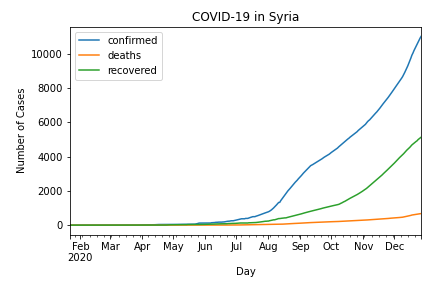 COVID-19 in Syria
confirmed
deaths
recovered
Number of Cases
10000
8000
6000
4000
2000
0
Feb Mar Apr May Jun Jul Aug Sep Oct Nov Dec
2020
Day